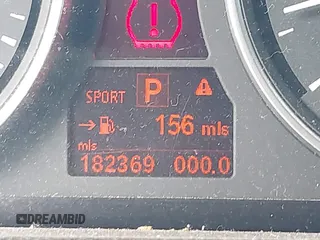 SPORT P
156 mls
mls
182369 000.0
DREAMBID